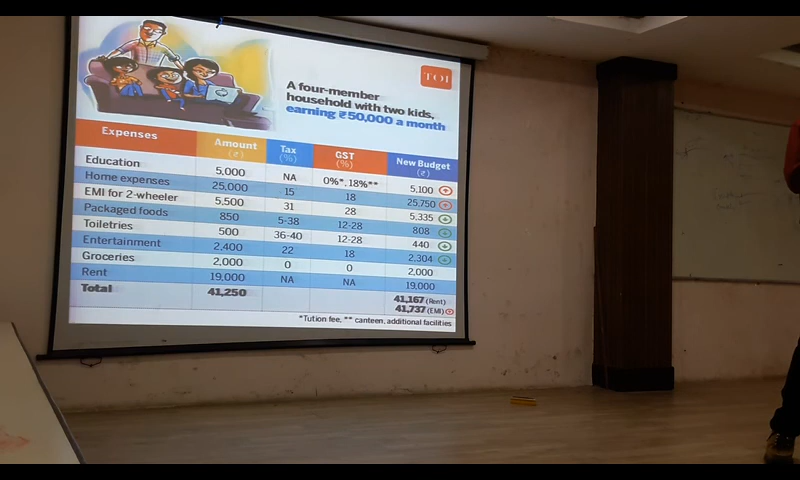 TOI
A four-member
household with two kids,
earning ₹50,000 a month
Expenses Amount (₹) Tax (%) GST (%) New Budget (₹)
Education 5,000 NA 0%*, 18%** 5,100
Home expenses 25,000 15 18 25,750
EMI for 2-wheeler 5,500 31 28 5,335
Packaged foods 850 5-38 12-28 808
Toiletries 500 36-40 12-28 440
Entertainment 2,400 22 18 2,304
Groceries 2,000 0 0 2,000
Rent 19,000 NA NA 19,000
Total 41,250 41,167 (Rent)
41,737 (EMI)
*Tution fee, ** canteen, additional facilities